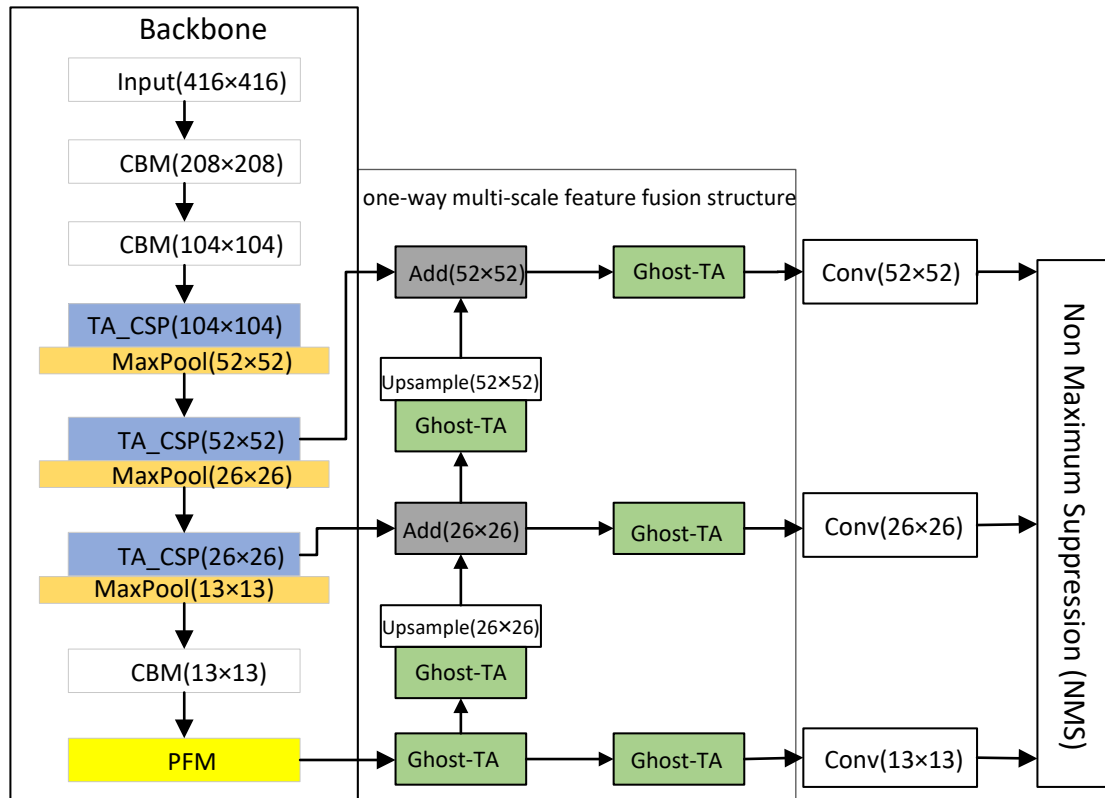 Backbone
Input(416×416)
CBM(208×208)
CBM(104×104)
TA_CSP(104×104)
MaxPool(52×52)
TA_CSP(52×52)
MaxPool(26×26)
TA_CSP(26×26)
MaxPool(13×13)
CBM(13×13)
PFM
one-way multi-scale feature fusion structure
Add(52×52)
Ghost-TA
Conv(52×52)
Upsample(52×52)
Ghost-TA
Add(26×26)
Ghost-TA
Conv(26×26)
Upsample(26×26)
Ghost-TA
Ghost-TA
Ghost-TA
Conv(13×13)
Non Maximum Suppression (NMS)